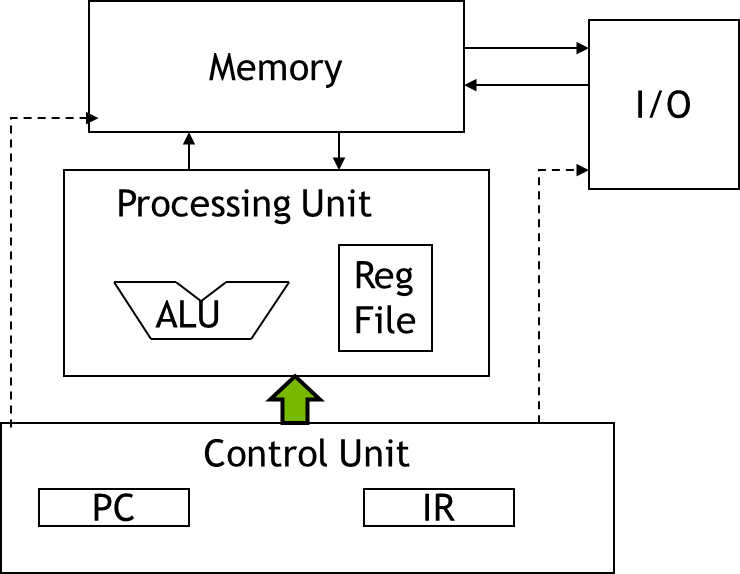 Memory
I/O
Processing Unit
ALU
Reg
File
Control Unit
PC
IR